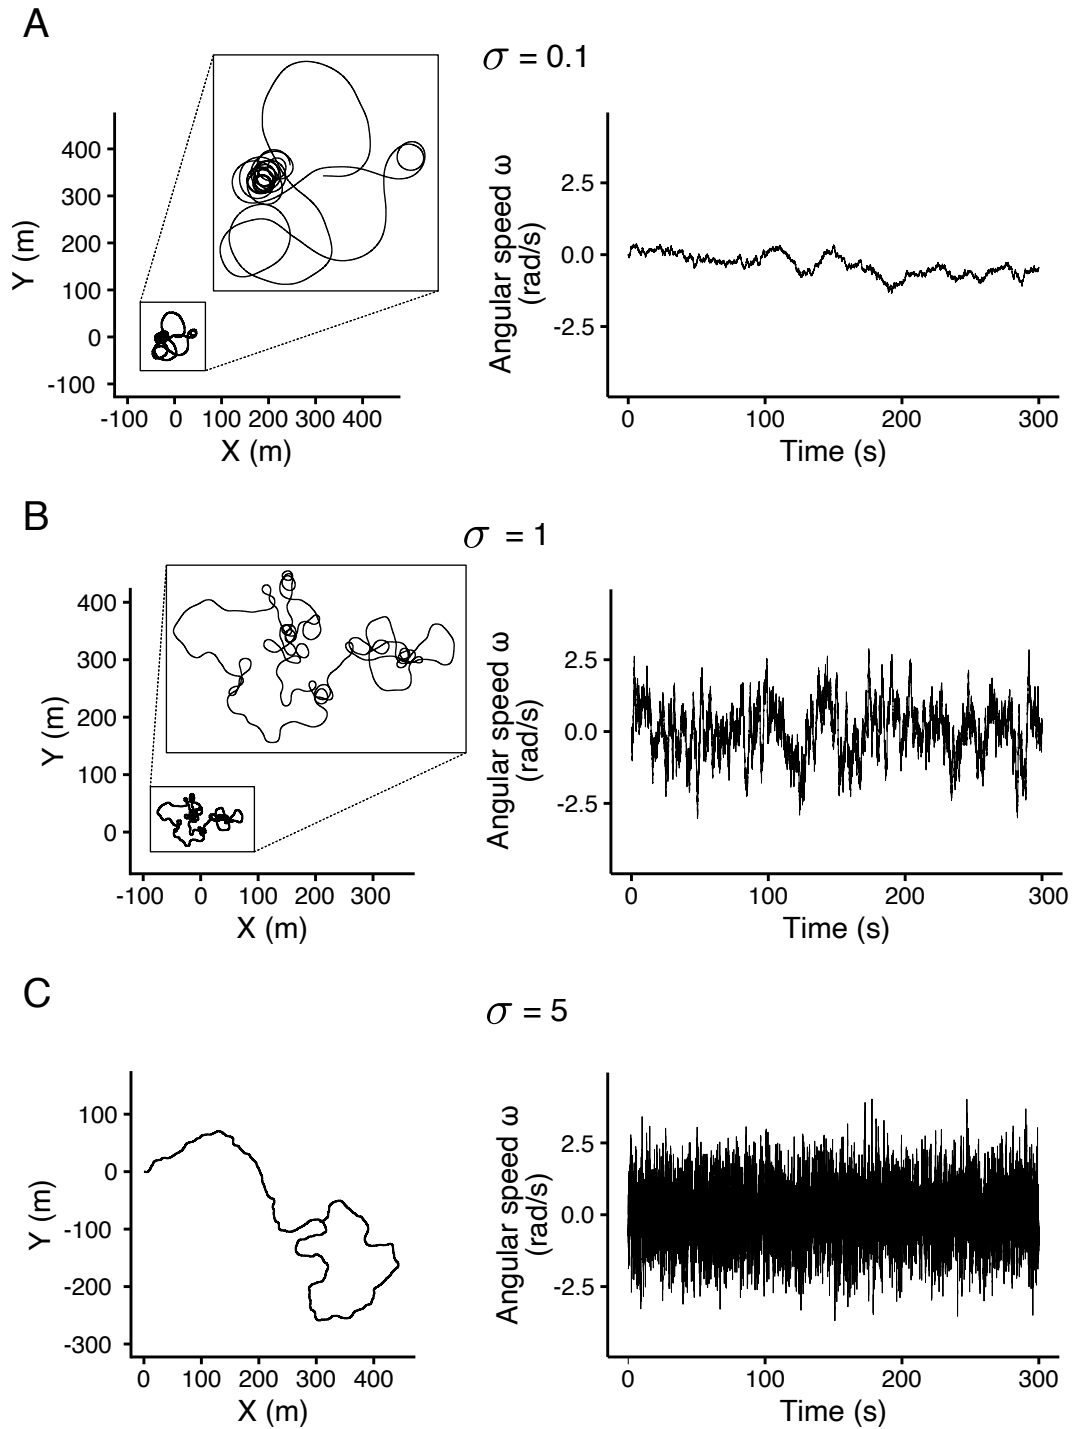 A
σ = 0.1
400
300
200
100
0
-100
Y (m)
-100 0 100 200 300 400
X (m)
Angular speed ω
(rad/s)
2.5
0.0
-2.5
0 100 200 300
Time (s)
B
σ = 1
400
300
200
100
0
Y (m)
-100 0 100 200 300
X (m)
Angular speed ω
(rad/s)
2.5
0.0
-2.5
0 100 200 300
Time (s)
C
σ = 5
100
0
-100
-200
-300
Y (m)
0 100 200 300 400
X (m)
Angular speed ω
(rad/s)
2.5
0.0
-2.5
0 100 200 300
Time (s)